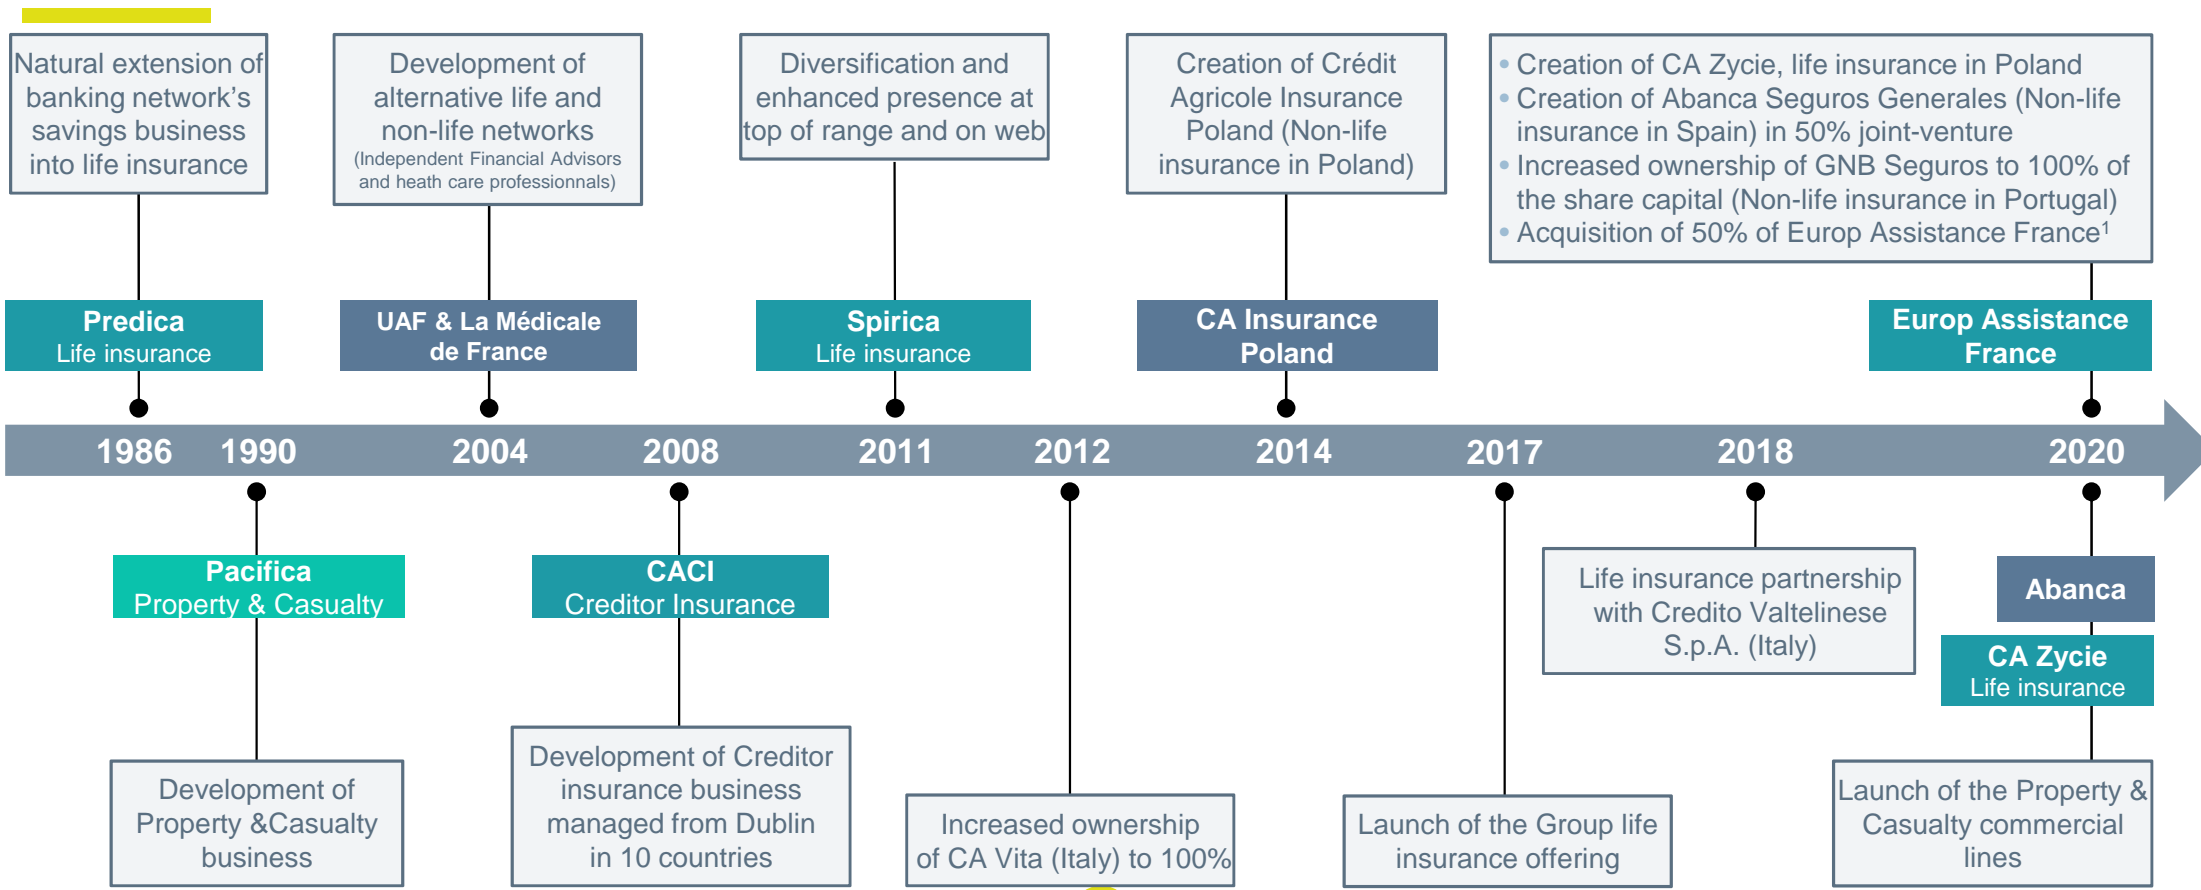 Natural extension of
banking network's
savings business
into life insurance
Development of
alternative life and
non-life networks
(Independent Financial Advisors
and heath care professionnals)
Diversification and
enhanced presence at
top of range and on web
Creation of Crédit
Agricole Insurance
Poland (Non-life
insurance in Poland)
• Creation of CA Zycie, life insurance in Poland
• Creation of Abanca Seguros Generales (Non-life
insurance in Spain) in 50% joint-venture
• Increased ownership of GNB Seguros to 100% of
the share capital (Non-life insurance in Portugal)
• Acquisition of 50% of Europ Assistance France¹
Predica
Life insurance
UAF & La Médicale
de France
Spirica
Life insurance
CA Insurance
Poland
Europ Assistance
France
1986 1990 2004 2008 2011 2012 2014 2017 2018 2020
Pacifica
Property & Casualty
CACI
Creditor Insurance
Life insurance partnership
with Credito Valtelinese
S.p.A. (Italy)
Abanca
CA Zycie
Life insurance
Development of
Property &Casualty
business
Development of Creditor
insurance business
managed from Dublin
in 10 countries
Increased ownership
of CA Vita (Italy) to 100%
Launch of the Group life
insurance offering
Launch of the Property &
Casualty commercial
lines